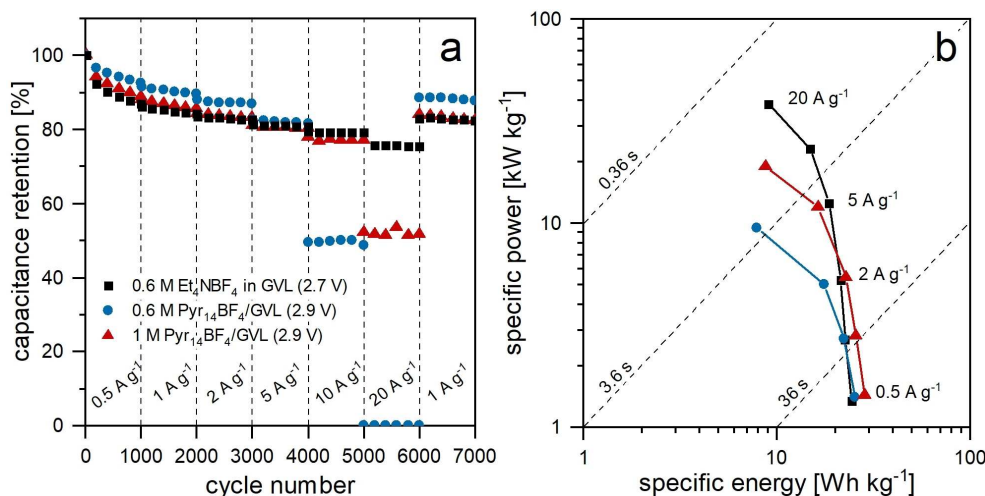 a
capacitance retention [%]
100
80
60
40
20
0
0.6 M Et₄NBF₄ in GVL (2.7 V)
0.6 M Pyr₁₄BF₄/GVL (2.9 V)
1 M Pyr₁₄BF₄/GVL (2.9 V)
0.5 A g⁻¹
1 A g⁻¹
2 A g⁻¹
5 A g⁻¹
10 A g⁻¹
20 A g⁻¹
1 A g⁻¹
0 1000 2000 3000 4000 5000 6000 7000
cycle number
b
specific power [kW kg⁻¹]
100
10
1
0.36 s
3.6 s
36 s
20 A g⁻¹
5 A g⁻¹
2 A g⁻¹
0.5 A g⁻¹
1 10 100
specific energy [Wh kg⁻¹]